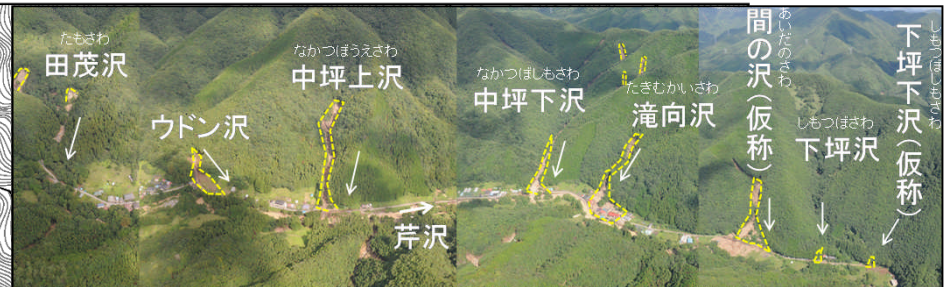 たもさわ
田茂沢
ウドン沢
なかつぼうえさわ
中坪上沢
芹沢
なかつぼしもさわ
中坪下沢
たきむかいさわ
滝向沢
あいだのさわ
間の沢（仮称）
しもつぼさわ
下坪沢
しもつぼしもさわ
下坪下沢（仮称）